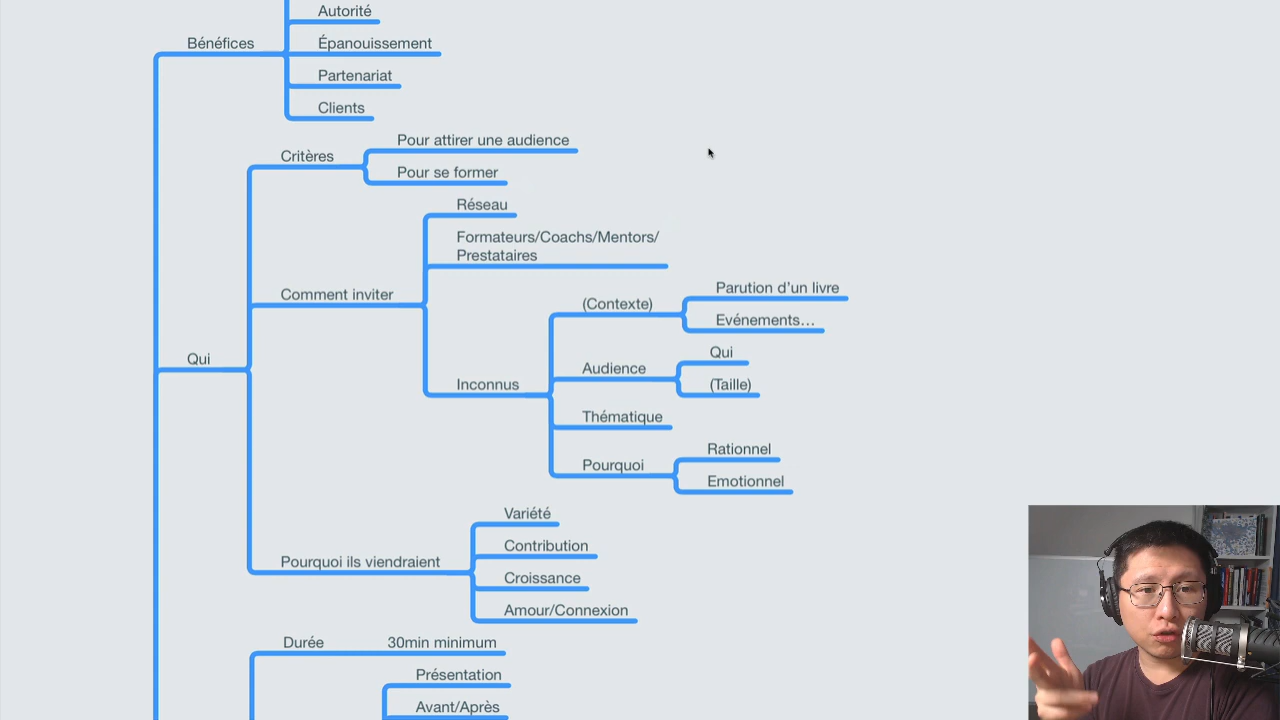 Autorité
Bénéfices
Épanouissement
Partenariat
Clients
Pour attirer une audience
Critères
Pour se former
Réseau
Formateurs/Coachs/Mentors/
Prestataires
Parution d’un livre
Comment inviter
(Contexte)
Evénements…
Qui
Qui
Audience
(Taille)
Inconnus
Thématique
Rationnel
Pourquoi
Emotionnel
Variété
Contribution
Pourquoi ils viendraient
Croissance
Amour/Connexion
Durée
30min minimum
Présentation
Avant/Après